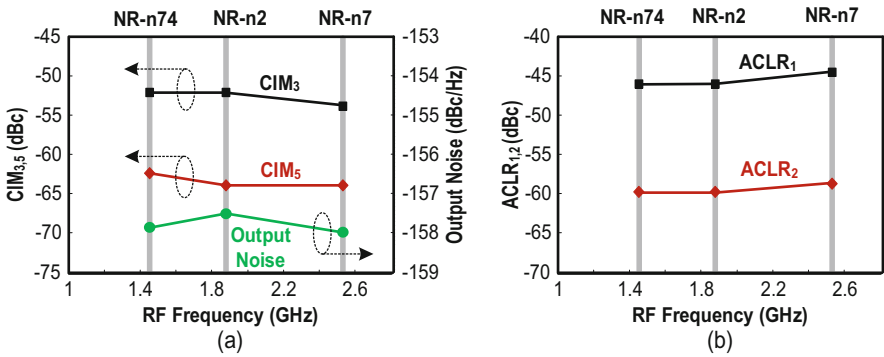 NR-n74 NR-n2 NR-n7
-45
-50
-55
-60
-65
-70
-75
CIM3,5 (dBc)
CIM3
CIM5
Output
Noise
-153
-154
-155
-156
-157
-158
-159
Output Noise (dBc/Hz)
1 1.4 1.8 2.2 2.6
RF Frequency (GHz)
(a)
NR-n74 NR-n2 NR-n7
-40
-45
-50
-55
-60
-65
-70
ACLR1,2 (dBc)
ACLR1
ACLR2
1 1.4 1.8 2.2 2.6
RF Frequency (GHz)
(b)